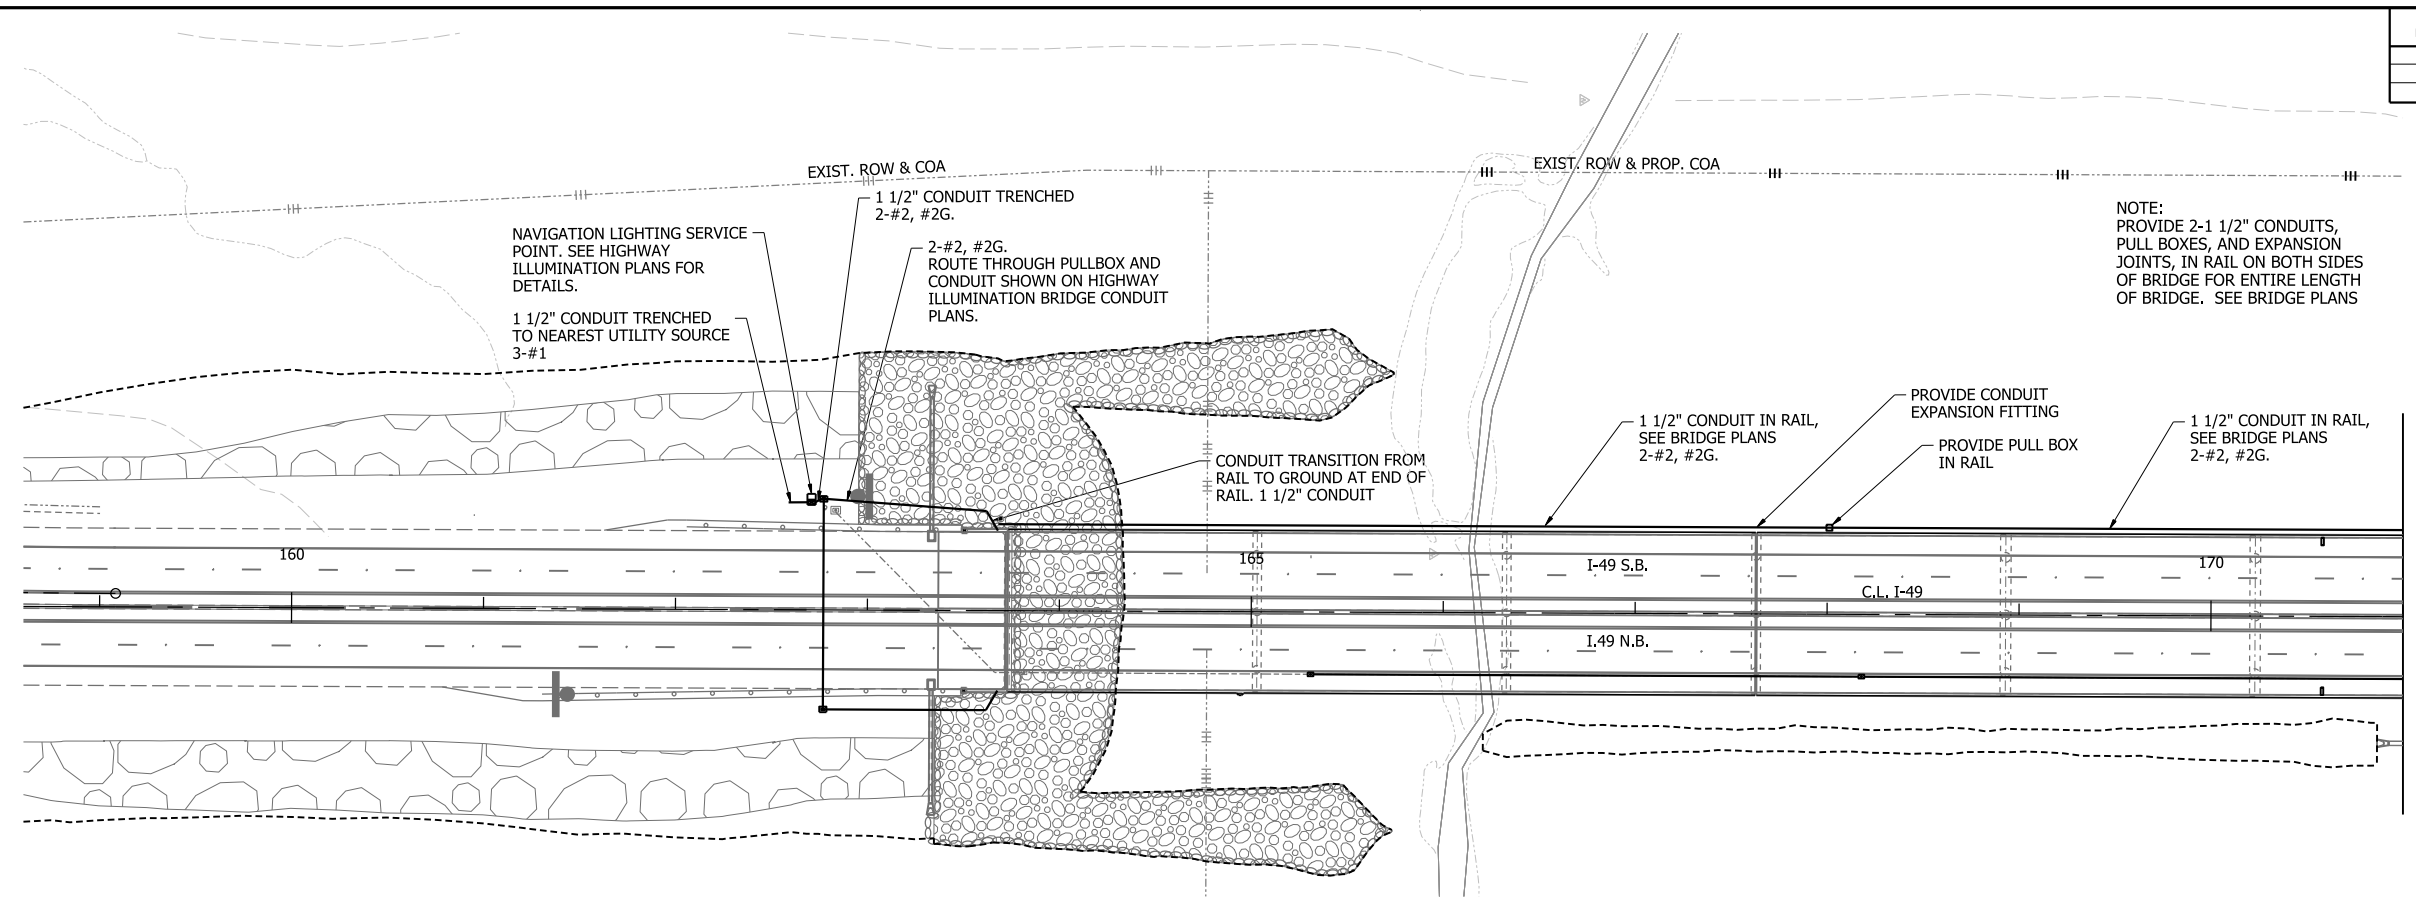 EXIST. ROW & COA
EXIST. ROW & PROP. COA
1 1/2" CONDUIT TRENCHED
2-#2, #2G.
NAVIGATION LIGHTING SERVICE
POINT. SEE HIGHWAY
ILLUMINATION PLANS FOR
DETAILS.
2-#2, #2G.
ROUTE THROUGH PULLBOX AND
CONDUIT SHOWN ON HIGHWAY
ILLUMINATION BRIDGE CONDUIT
PLANS.
1 1/2" CONDUIT TRENCHED
TO NEAREST UTILITY SOURCE
3-#1
NOTE:
PROVIDE 2-1 1/2" CONDUITS,
PULL BOXES, AND EXPANSION
JOINTS, IN RAIL ON BOTH SIDES
OF BRIDGE FOR ENTIRE LENGTH
OF BRIDGE. SEE BRIDGE PLANS
CONDUIT TRANSITION FROM
RAIL TO GROUND AT END OF
RAIL. 1 1/2" CONDUIT
1 1/2" CONDUIT IN RAIL,
SEE BRIDGE PLANS
2-#2, #2G.
PROVIDE CONDUIT
EXPANSION FITTING
PROVIDE PULL BOX
IN RAIL
1 1/2" CONDUIT IN RAIL,
SEE BRIDGE PLANS
2-#2, #2G.
160
165
I-49 S.B.
170
C.L. I-49
I.49 N.B.